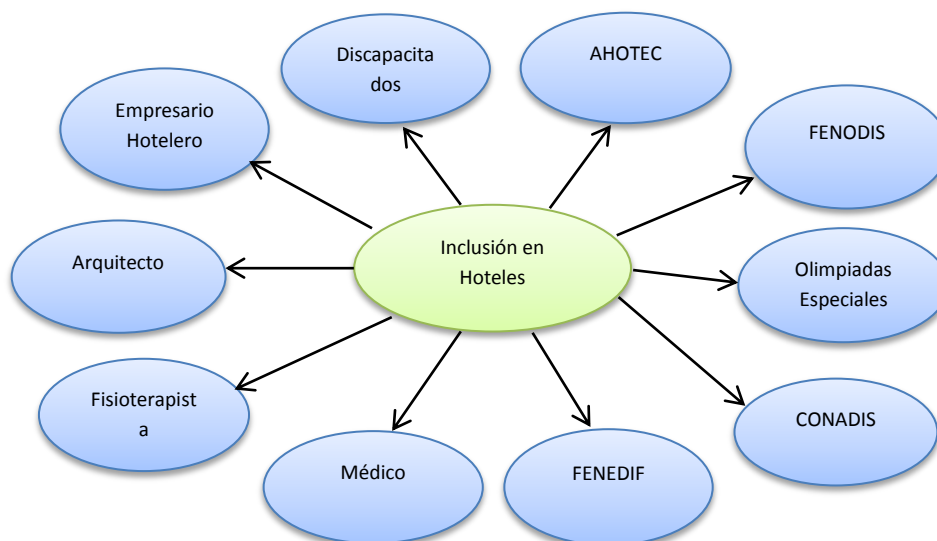 Discapacita
dos
AHOTEC
Empresario
Hotelero
FENODIS
Inclusión en
Hoteles
Arquitecto
Olimpiadas
Especiales
Fisioterapist
a
CONADIS
Médico
FENEDIF